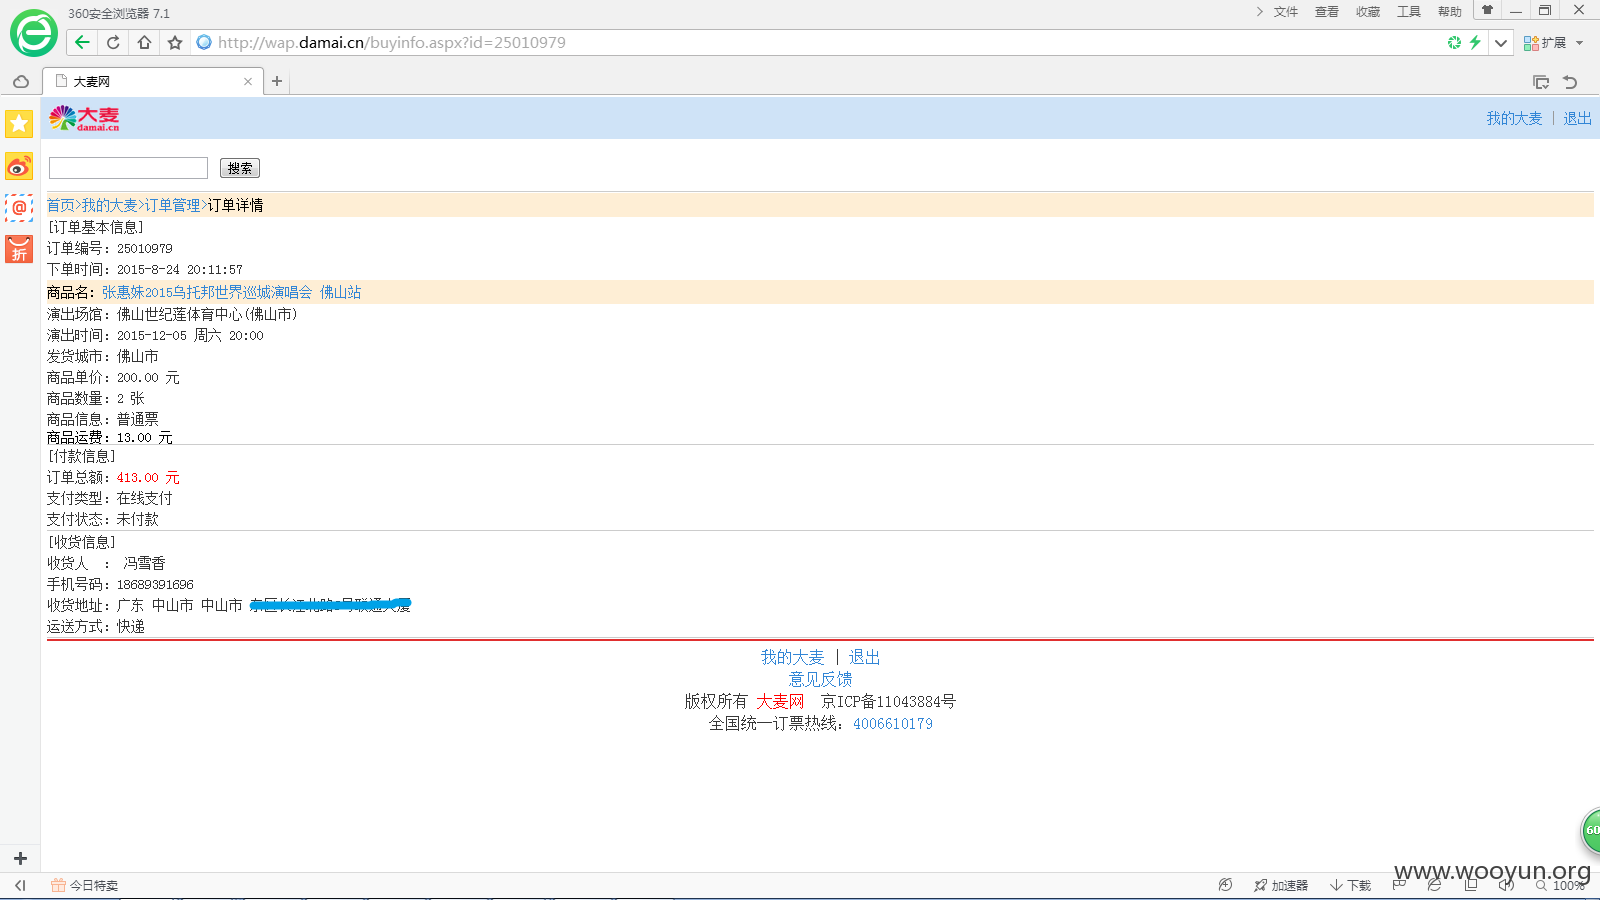 360安全浏览器 7.1
文件 查看 收藏 工具 帮助
http://wap.damai.cn/buyinfo.aspx?id=25010979
扩展
大麦网
大麦
damai.cn
我的大麦 | 退出
搜索
首页>我的大麦>订单管理>订单详情
[订单基本信息]
订单编号：25010979
下单时间：2015-8-24 20:11:57
商品名：张惠妹2015乌托邦世界巡城演唱会 佛山站
演出场馆：佛山世纪莲体育中心(佛山市)
演出时间：2015-12-05 周六 20:00
发货城市：佛山市
商品单价：200.00 元
商品数量：2 张
商品信息：普通票
商品运费：13.00 元
[付款信息]
订单总额：413.00 元
支付类型：在线支付
支付状态：未付款
[收货信息]
收货人 ： 冯雪香
手机号码：18689391696
收货地址：广东 中山市 中山市
运送方式：快递
我的大麦 | 退出
意见反馈
版权所有 大麦网 京ICP备11043884号
全国统一订票热线：4006610179
折
60
www.wooyun.org
今日特卖
加速器 下载 100%